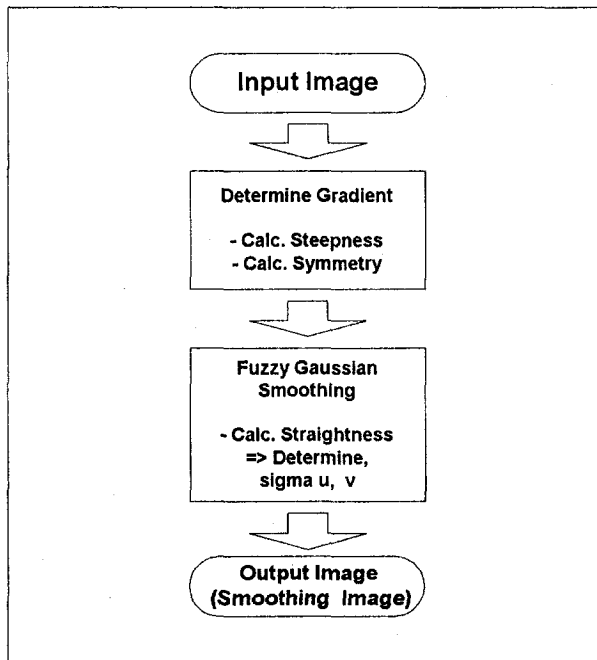 Input Image
Determine Gradient
- Calc. Steepness
- Calc. Symmetry
Fuzzy Gaussian
Smoothing
- Calc. Straightness
=> Determine,
sigma u, v
Output Image
(Smoothing Image)